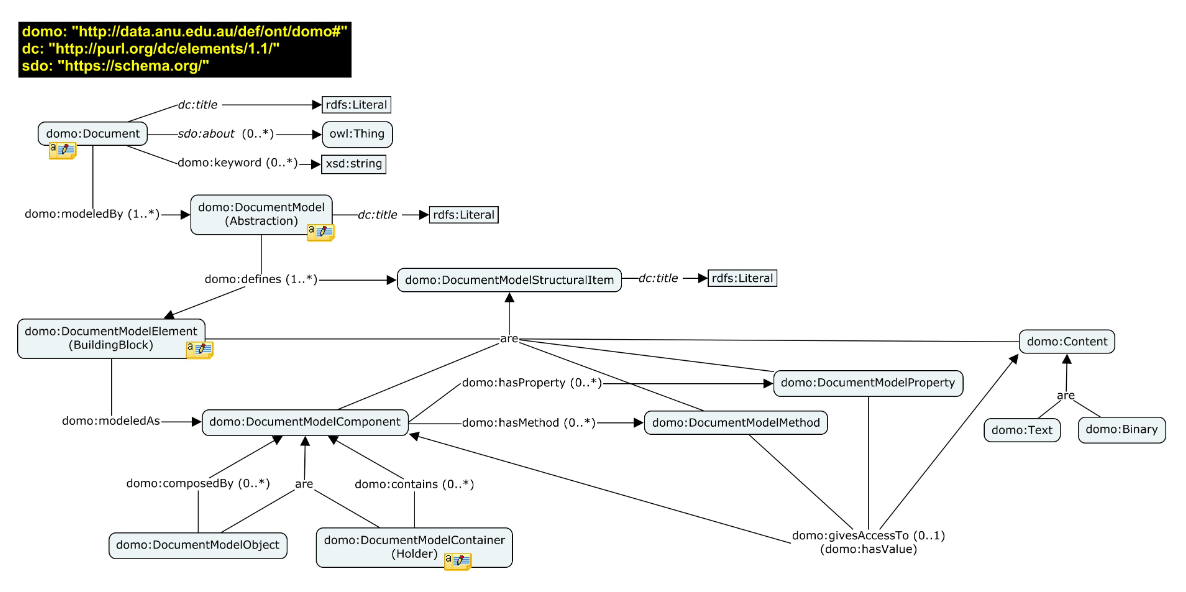 domo: "http://data.anu.edu.au/def/ont/domo#"
dc: "http://purl.org/dc/elements/1.1/"
sdo: "https://schema.org/"
dc:title
rdfs:Literal
domo:Document
sdo:about (0..*)
owl:Thing
a
domo:keyword (0..*)
xsd:string
domo:modeledBy (1..*)
domo:DocumentModel
(Abstraction)
a
dc:title
rdfs:Literal
domo:defines (1..*)
domo:DocumentModelStructuralItem
dc:title
rdfs:Literal
domo:DocumentModelElement
(BuildingBlock)
a
are
domo:Content
domo:hasProperty (0..*)
domo:DocumentModelProperty
are
domo:modeledAs
domo:DocumentModelComponent
domo:hasMethod (0..*)
domo:DocumentModelMethod
domo:Text
domo:Binary
domo:composedBy (0..*)
are
domo:contains (0..*)
domo:DocumentModelObject
domo:DocumentModelContainer
(Holder)
a
domo:givesAccessTo (0..1)
(domo:hasValue)